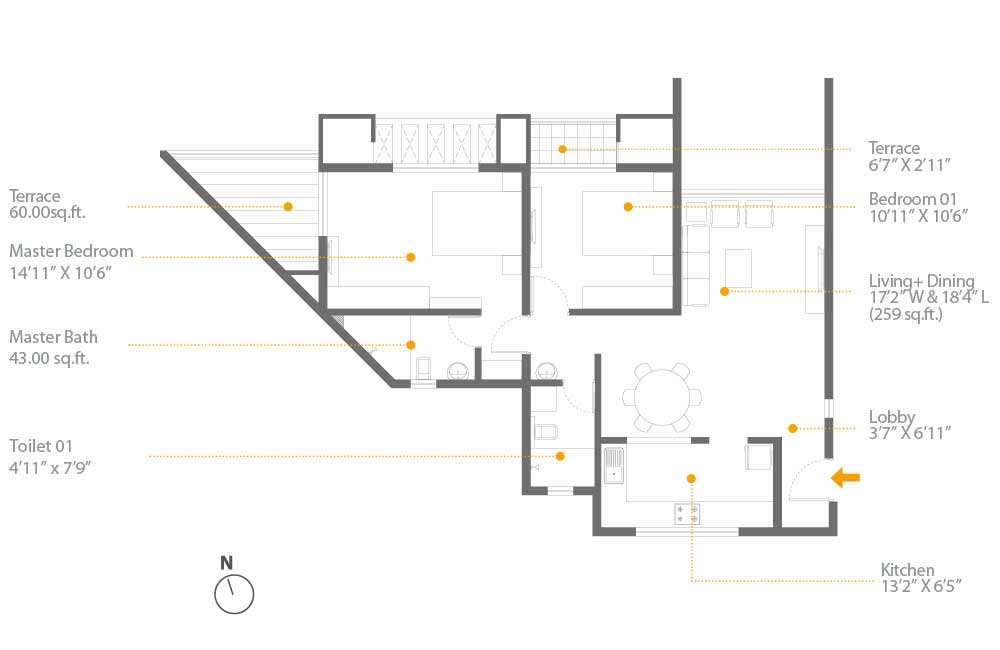 Terrace
60.00sq.ft.
Master Bedroom
14’11” X 10’6”
Master Bath
43.00 sq.ft.
Toilet 01
4’11” x 7’9”
Terrace
6’7” X 2’11”
Bedroom 01
10’11” X 10’6”
Living+ Dining
17’2” W & 18’4” L
(259 sq.ft.)
Lobby
3’7” X 6’11”
Kitchen
13’2” X 6’5”
N